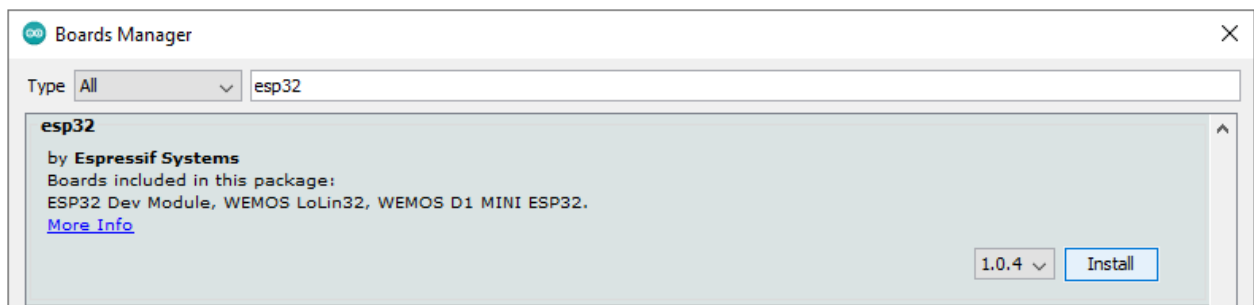 Boards Manager
Type All esp32
esp32
by Espressif Systems
Boards included in this package:
ESP32 Dev Module, WEMOS LoLin32, WEMOS D1 MINI ESP32.
More Info
1.0.4 Install